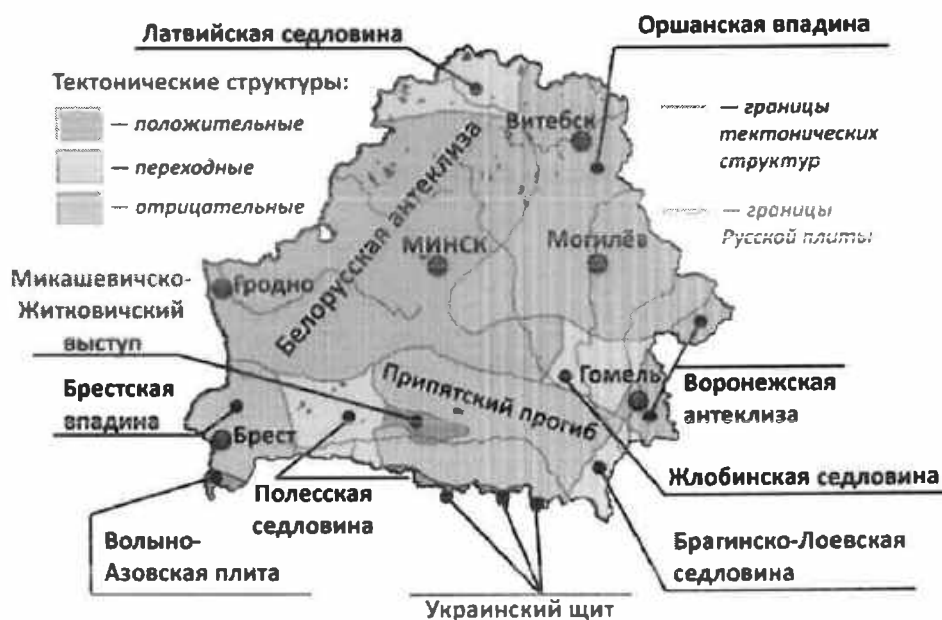 Латвийская седловина
Оршанская впадина
Тектонические структуры:
— положительные
— переходные
— отрицательные
— границы
тектонических
структур
— границы
Русской плиты
Витебск
Белорусская антеклиза
МИНСК
Могилёв
Гродно
Микашевичско-
Житковичский
выступ
Брестская
впадина
Брест
Припятский прогиб
Гомель
Воронежская
антеклиза
Жлобинская седловина
Полесская
седловина
Волыно-
Азовская плита
Брагинско-Лоевская
седловина
Украинский щит